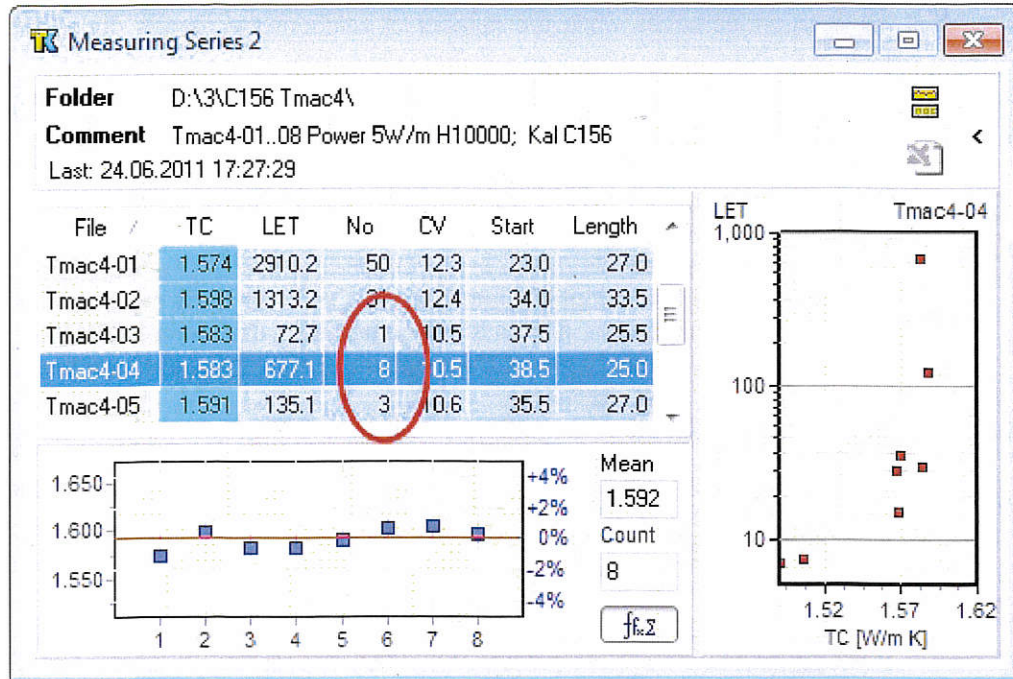 TK Measuring Series 2
Folder D:\3\C156 Tmac4\
Comment Tmac4-01..08 Power 5W/m H10000; Kal C156
Last: 24.06.2011 17:27:29
<
File / TC LET No CV Start Length
Tmac4-01 1.574 2910.2 50 12.3 23.0 27.0
Tmac4-02 1.598 1313.2 31 12.4 34.0 33.5
Tmac4-03 1.583 72.7 1 10.5 37.5 25.5
Tmac4-04 1.583 677.1 8 10.5 38.5 25.0
Tmac4-05 1.591 135.1 3 10.6 35.5 27.0
LET Tmac4-04
1,000
100
10
1.52 1.57 1.62
TC [W/m K]
1.650
1.600
1.550
+4%
+2%
0%
-2%
-4%
1 2 3 4 5 6 7 8
Mean
1.592
Count
8
ffxΣ